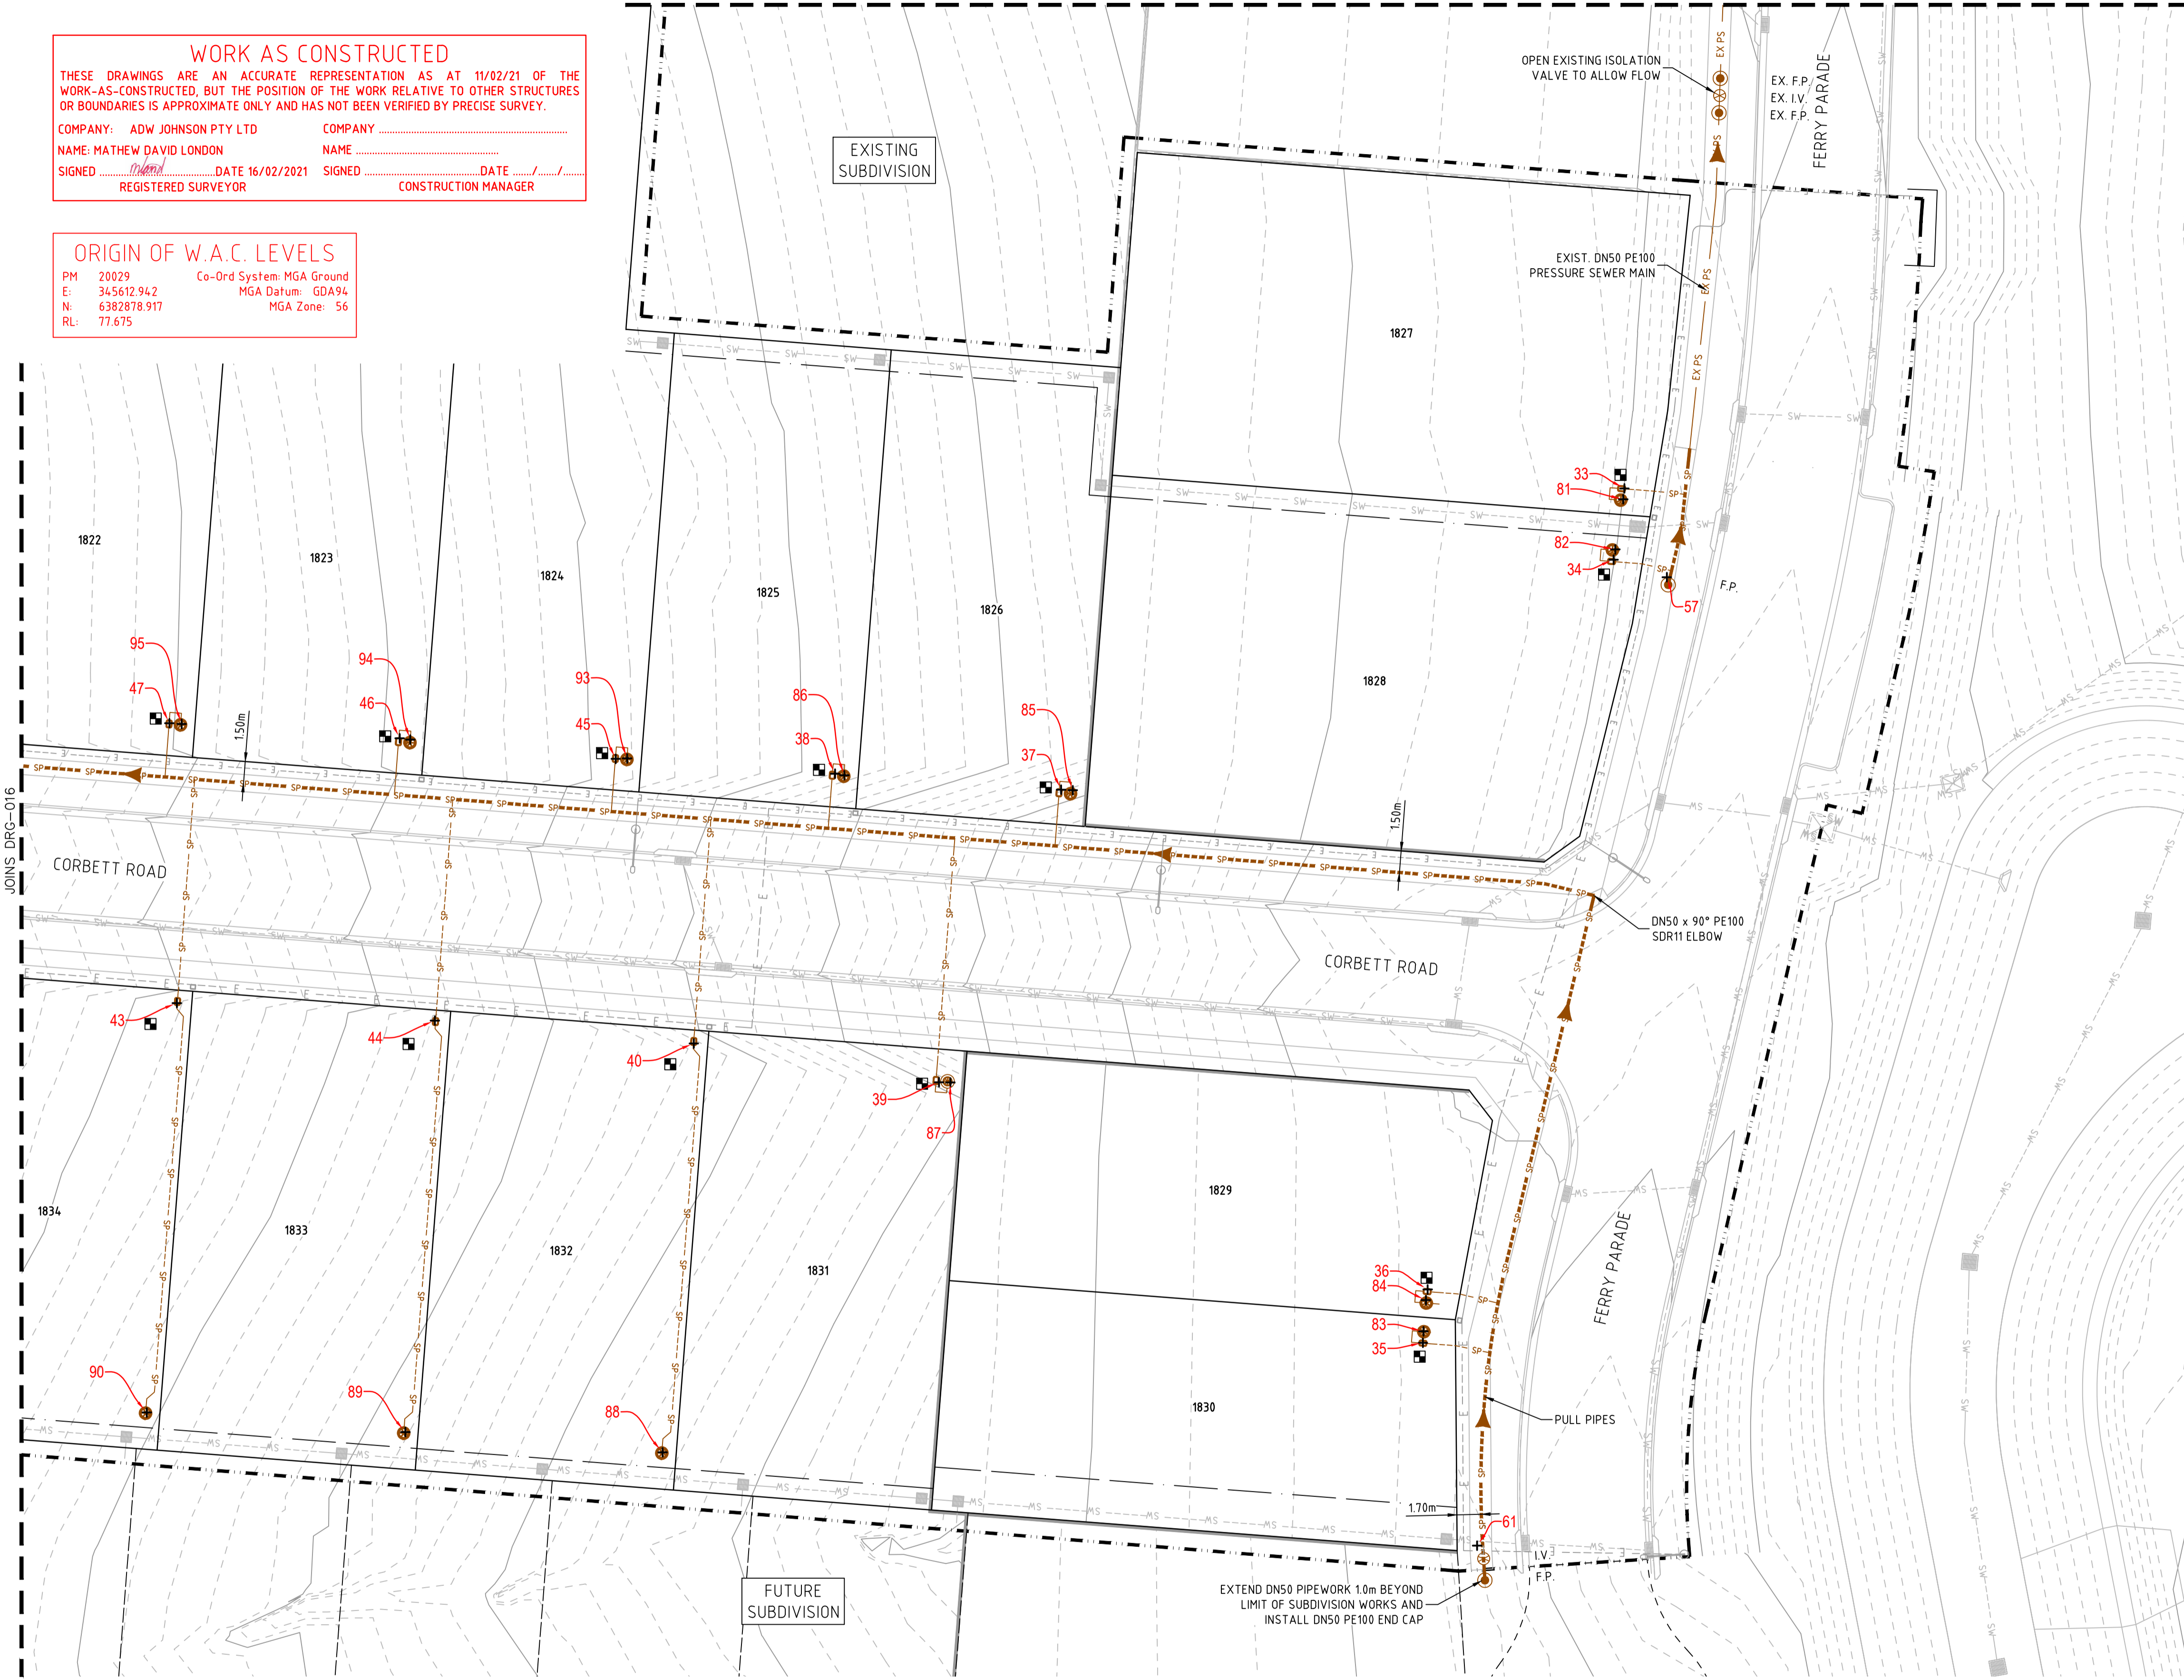 WORK AS CONSTRUCTED
THESE DRAWINGS ARE AN ACCURATE REPRESENTATION AS AT 11/02/21 OF THE
WORK-AS-CONSTRUCTED, BUT THE POSITION OF THE WORK RELATIVE TO OTHER STRUCTURES
OR BOUNDARIES IS APPROXIMATE ONLY AND HAS NOT BEEN VERIFIED BY PRECISE SURVEY.
COMPANY: ADW JOHNSON PTY LTD COMPANY
NAME: MATHEW DAVID LONDON NAME
SIGNED DATE 16/02/2021 SIGNED DATE ....../....../......
REGISTERED SURVEYOR CONSTRUCTION MANAGER
ORIGIN OF W.A.C. LEVELS
PM 20029 Co-Ord System: MGA Ground
E: 345612.942 MGA Datum: GDA94
N: 6382878.917 MGA Zone: 56
RL: 77.675
EXISTING
SUBDIVISION
OPEN EXISTING ISOLATION
VALVE TO ALLOW FLOW
EX PS
EX. F.P.
EX. I.V.
EX. F.P.
FERRY PARADE
PS
EXIST. DN50 PE100
PRESSURE SEWER MAIN
EX PS
EX PS
1827
33
81
82
34
57
F.P.
1822
1823
1824
1825
1826
1828
95
47
94
46
93
45
86
38
85
37
1.50m
1.50m
JOINS DRG-016
CORBETT ROAD
CORBETT ROAD
DN50 x 90° PE100
SDR11 ELBOW
43
44
40
39
87
1834
1833
1832
1831
1829
1830
36
84
83
35
FERRY PARADE
PULL PIPES
90
89
88
1.70m
61
I.V.
F.P.
EXTEND DN50 PIPEWORK 1.0m BEYOND
LIMIT OF SUBDIVISION WORKS AND
INSTALL DN50 PE100 END CAP
FUTURE
SUBDIVISION